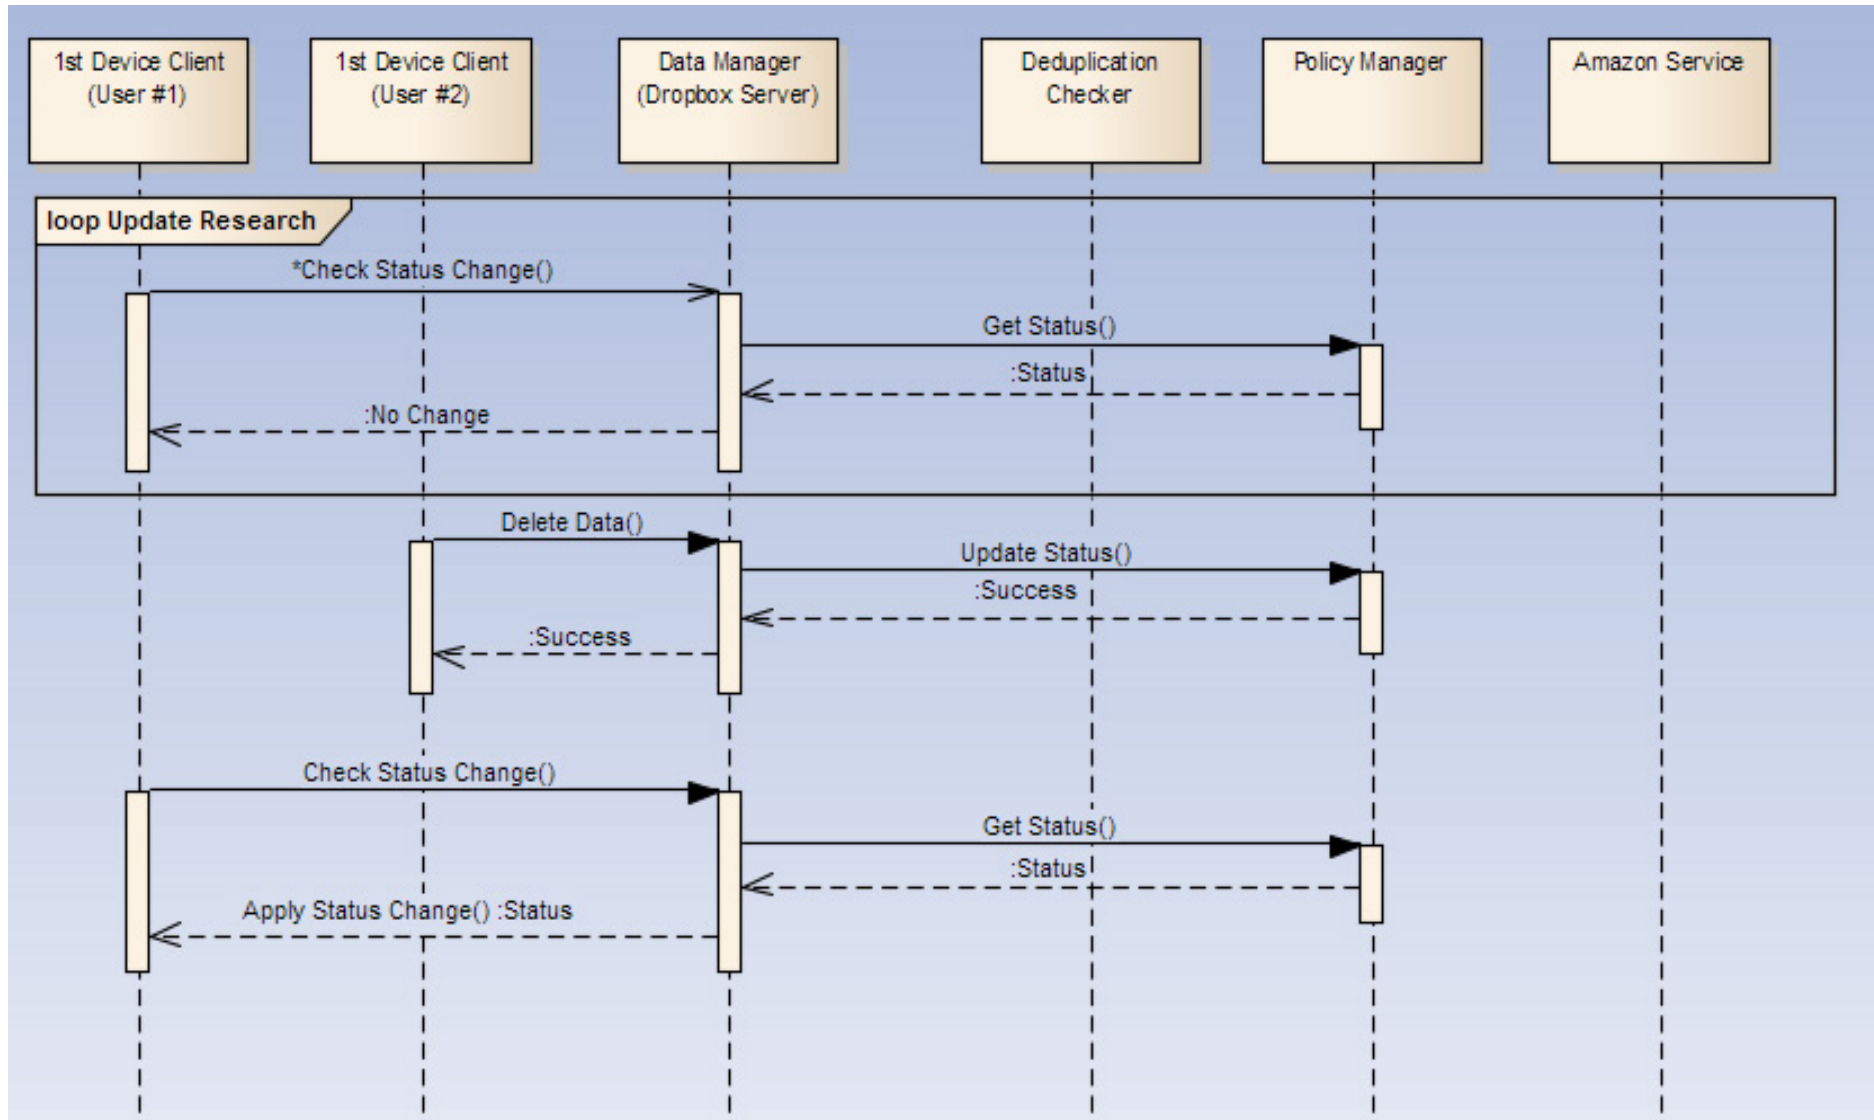 1st Device Client
(User #1)
1st Device Client
(User #2)
Data Manager
(Dropbox Server)
Deduplication
Checker
Policy Manager
Amazon Service
loop Update Research
*Check Status Change()
Get Status()
:Status
:No Change
Delete Data()
Update Status()
:Success
:Success
Check Status Change()
Get Status()
:Status
Apply Status Change() :Status